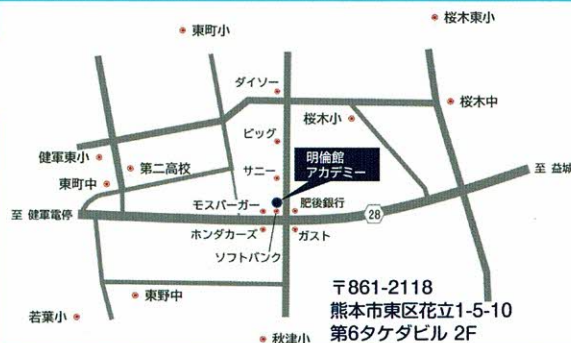 桜木東小
東町小
ダイソー
桜木中
桜木小
ビッグ
明倫館
アカデミー
健軍東小
第二高校
サニー
至 益城
東町中
モスバーガー
肥後銀行
至 健軍電停
28
ホンダカーズ
ガスト
ソフトバンク
東野中
〒861-2118
熊本市東区花立1-5-10
第6タケダビル 2F
若葉小
秋津小